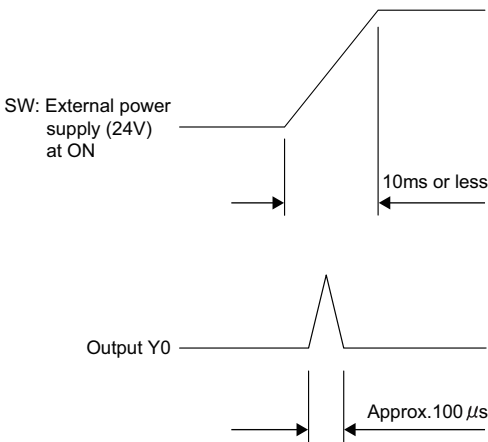 SW: External power
supply (24V)
at ON
10ms or less
Output Y0
Approx.100 μs